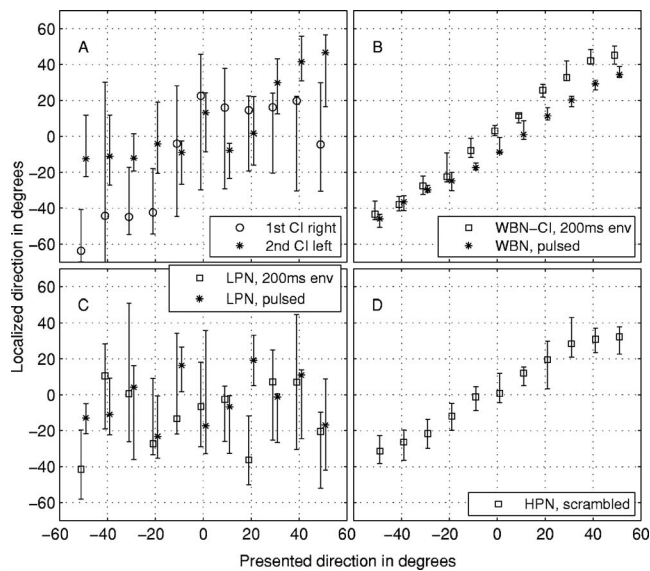 60
A
B
40
20
0
−20
−40
1st CI right
WBN−CI, 200ms env
2nd CI left
WBN, pulsed
−60
Localized direction in degrees
60
LPN, 200ms env
C
LPN, pulsed
D
40
20
0
−20
−40
−60
HPN, scrambled
−60 −40 −20 0 20 40 60 −40 −20 0 20 40 60
Presented direction in degrees